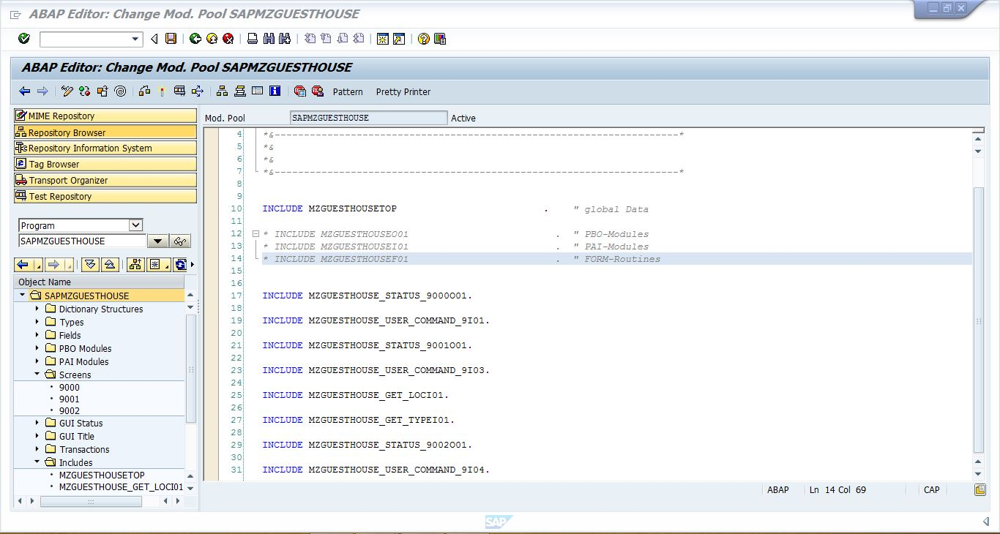 ABAP Editor: Change Mod. Pool SAPMZGUESTHOUSE
ABAP Editor: Change Mod. Pool SAPMZGUESTHOUSE
Pattern Pretty Printer
MIME Repository
Repository Browser
Repository Information System
Tag Browser
Transport Organizer
Test Repository
Program
SAPMZGUESTHOUSE
Object Name
SAPMZGUESTHOUSE
Dictionary Structures
Types
Fields
PBO Modules
PAI Modules
Screens
9000
9001
9002
GUI Status
GUI Title
Transactions
Includes
MZGUESTHOUSETOP
MZGUESTHOUSE_GET_LOCI01
Mod. Pool SAPMZGUESTHOUSE Active
4 *&---------------------------------------------------------------------*
5 *&
6 *&
7 *&---------------------------------------------------------------------*
8
9
10 INCLUDE MZGUESTHOUSETOP . " global Data
11
12 * INCLUDE MZGUESTHOUSEO01 . " PBO-Modules
13 * INCLUDE MZGUESTHOUSEI01 . " PAI-Modules
14 * INCLUDE MZGUESTHOUSEF01 . " FORM-Routines
15
16
17 INCLUDE MZGUESTHOUSE_STATUS_9000O01.
18
19 INCLUDE MZGUESTHOUSE_USER_COMMAND_9I01.
20
21 INCLUDE MZGUESTHOUSE_STATUS_9001O01.
22
23 INCLUDE MZGUESTHOUSE_USER_COMMAND_9I03.
24
25 INCLUDE MZGUESTHOUSE_GET_LOCI01.
26
27 INCLUDE MZGUESTHOUSE_GET_TYPEI01.
28
29 INCLUDE MZGUESTHOUSE_STATUS_9002O01.
30
31 INCLUDE MZGUESTHOUSE_USER_COMMAND_9I04.
ABAP Ln 14 Col 69 CAP
SAP